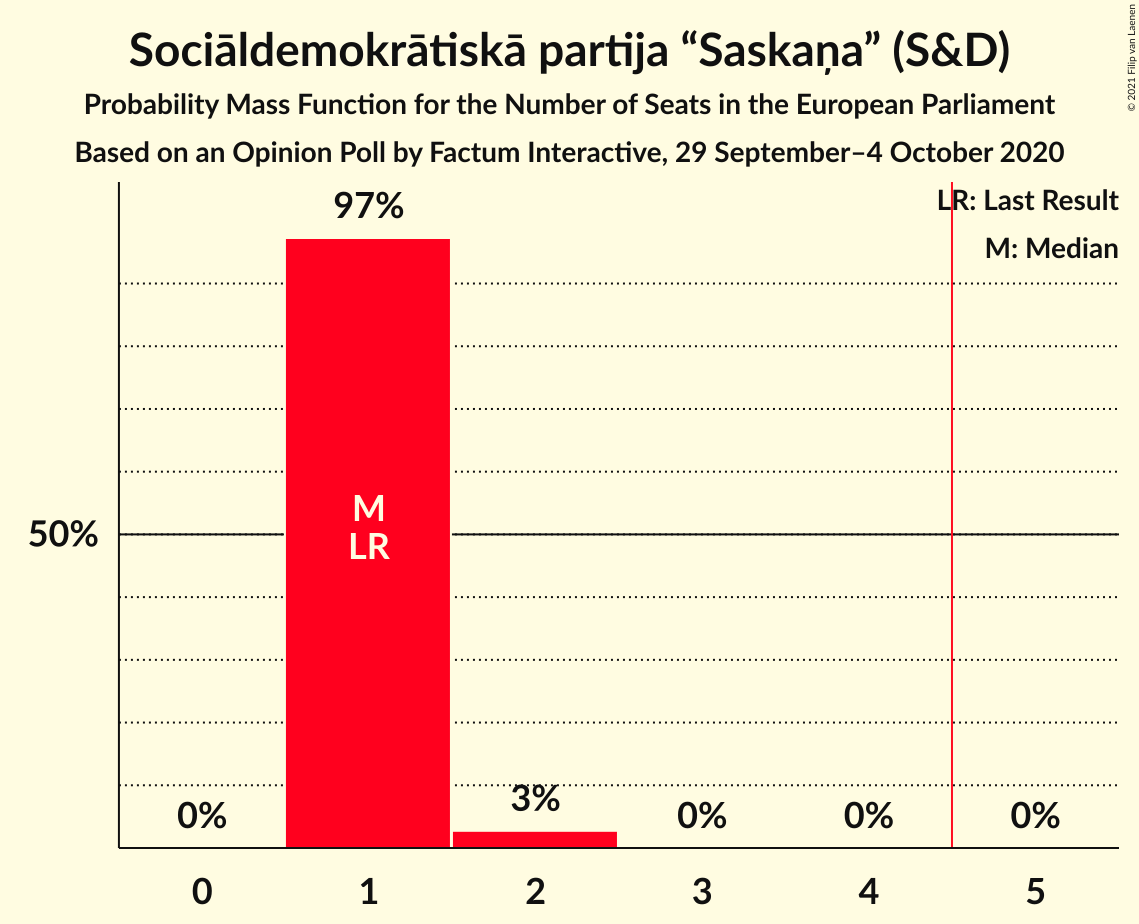 Sociāldemokrātiskā partija “Saskaņa” (S&D)
Probability Mass Function for the Number of Seats in the European Parliament
Based on an Opinion Poll by Factum Interactive, 29 September–4 October 2020
© 2021 Filip van Laenen
LR: Last Result
M: Median
97%
50%
M
LR
0%
3%
0%
0%
0%
0
1
2
3
4
5